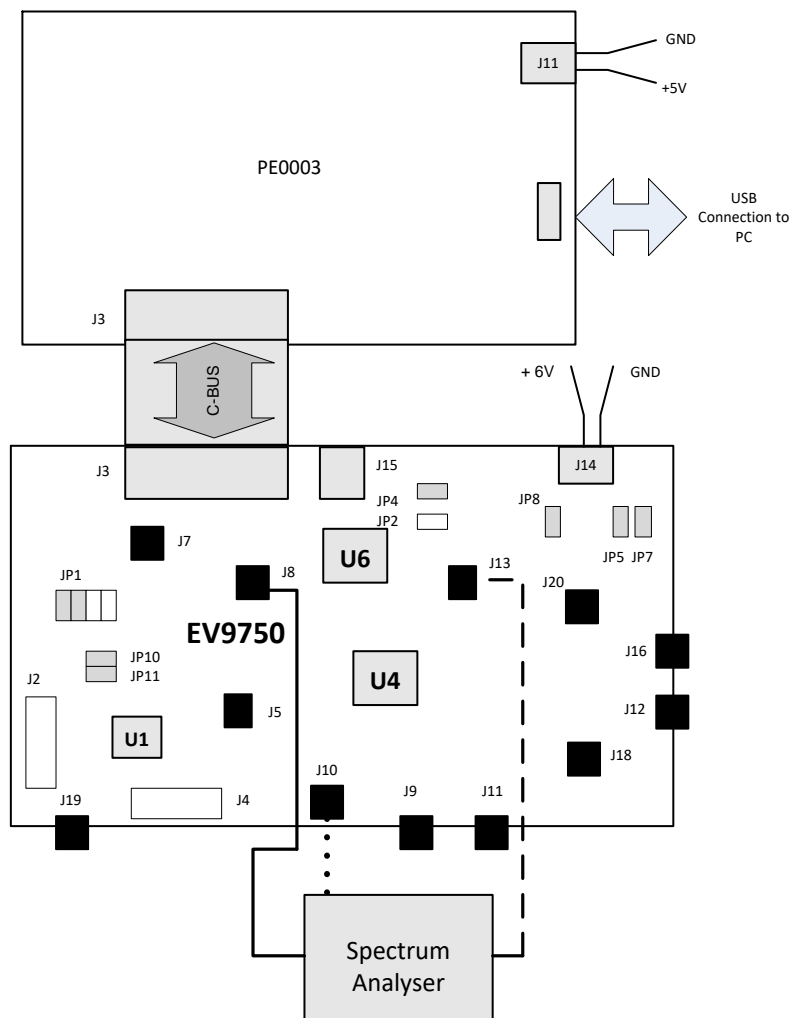 GND
J11
+5V
PE0003
USB
Connection to
PC
J3
C-BUS
+ 6V
GND
J3
J15
J14
JP4
JP8
JP2
J7
U6
JP5
JP7
J8
J13
JP1
J20
EV9750
J16
JP10
JP11
J2
U4
J12
J5
U1
J18
J10
J19
J4
J9
J11
Spectrum
Analyser